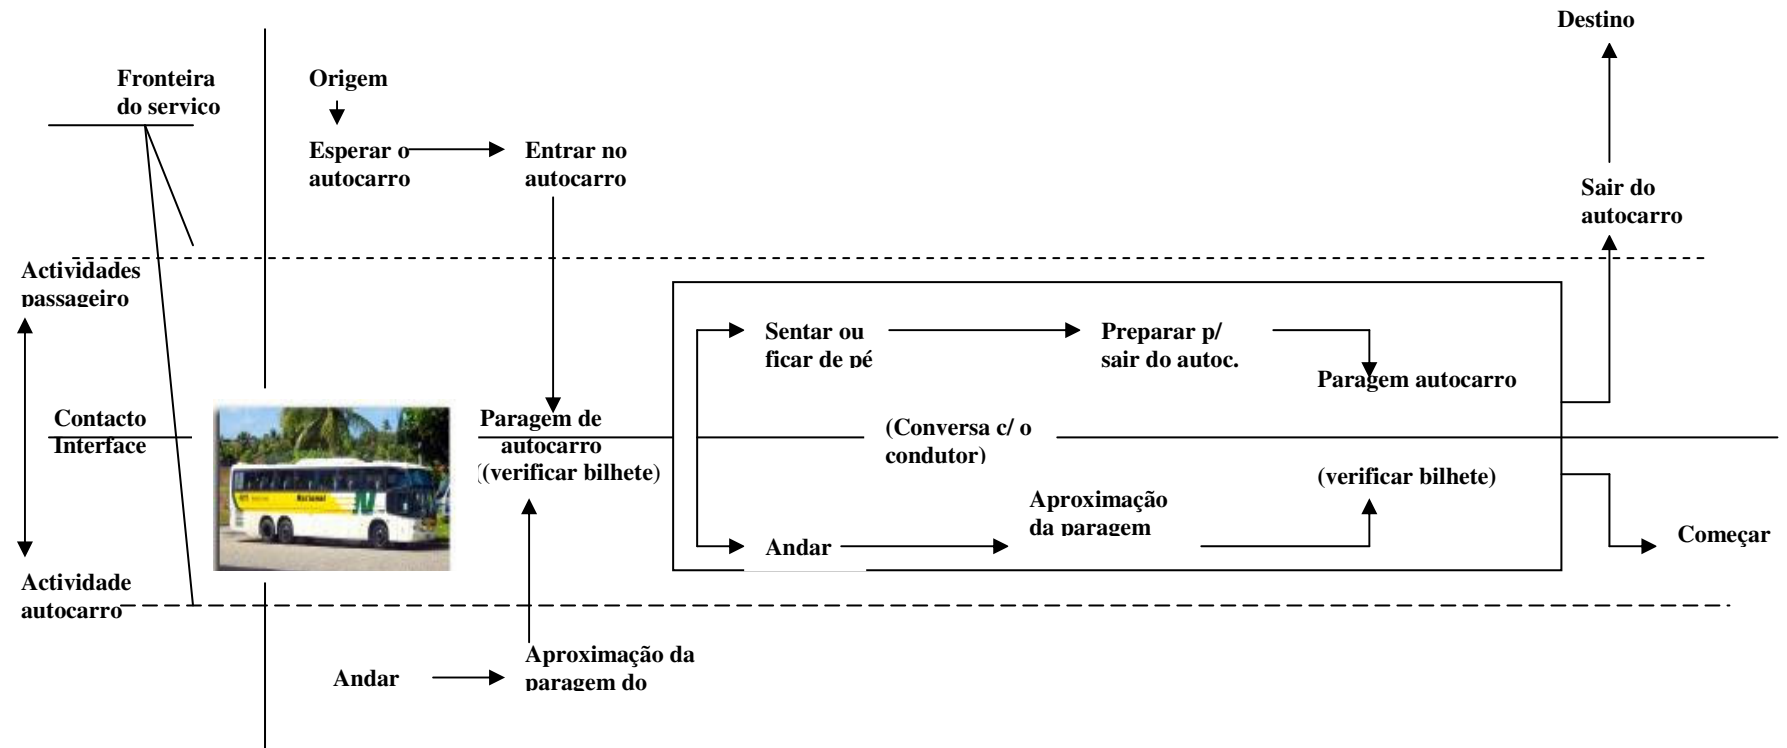 Destino
Fronteira
do servico
Origem
Esperar o
autocarro
Entrar no
autocarro
Sair do
autocarro
Actividades
passageiro
Sentar ou
ficar de pé
Preparar p/
sair do autoc.
Paragem autocarro
Contacto
Interface
Paragem de
autocarro
((verificar bilhete)
(Conversa c/ o
condutor)
(verificar bilhete)
Aproximação
da paragem
Andar
Começar
Actividade
autocarro
Andar
Aproximação da
paragem do